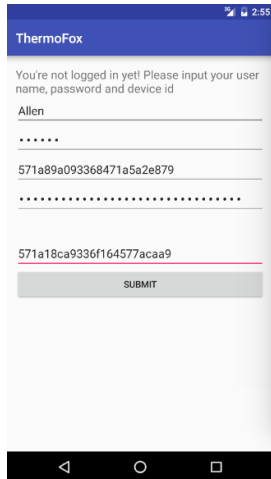 3G 2:55
ThermoFox
You're not logged in yet! Please input your user
name, password and device id
Allen
••••••
571a89a093368471a5a2e879
••••••••••••••••••••••••••••••••
571a18ca9336f164577acaa9
SUBMIT